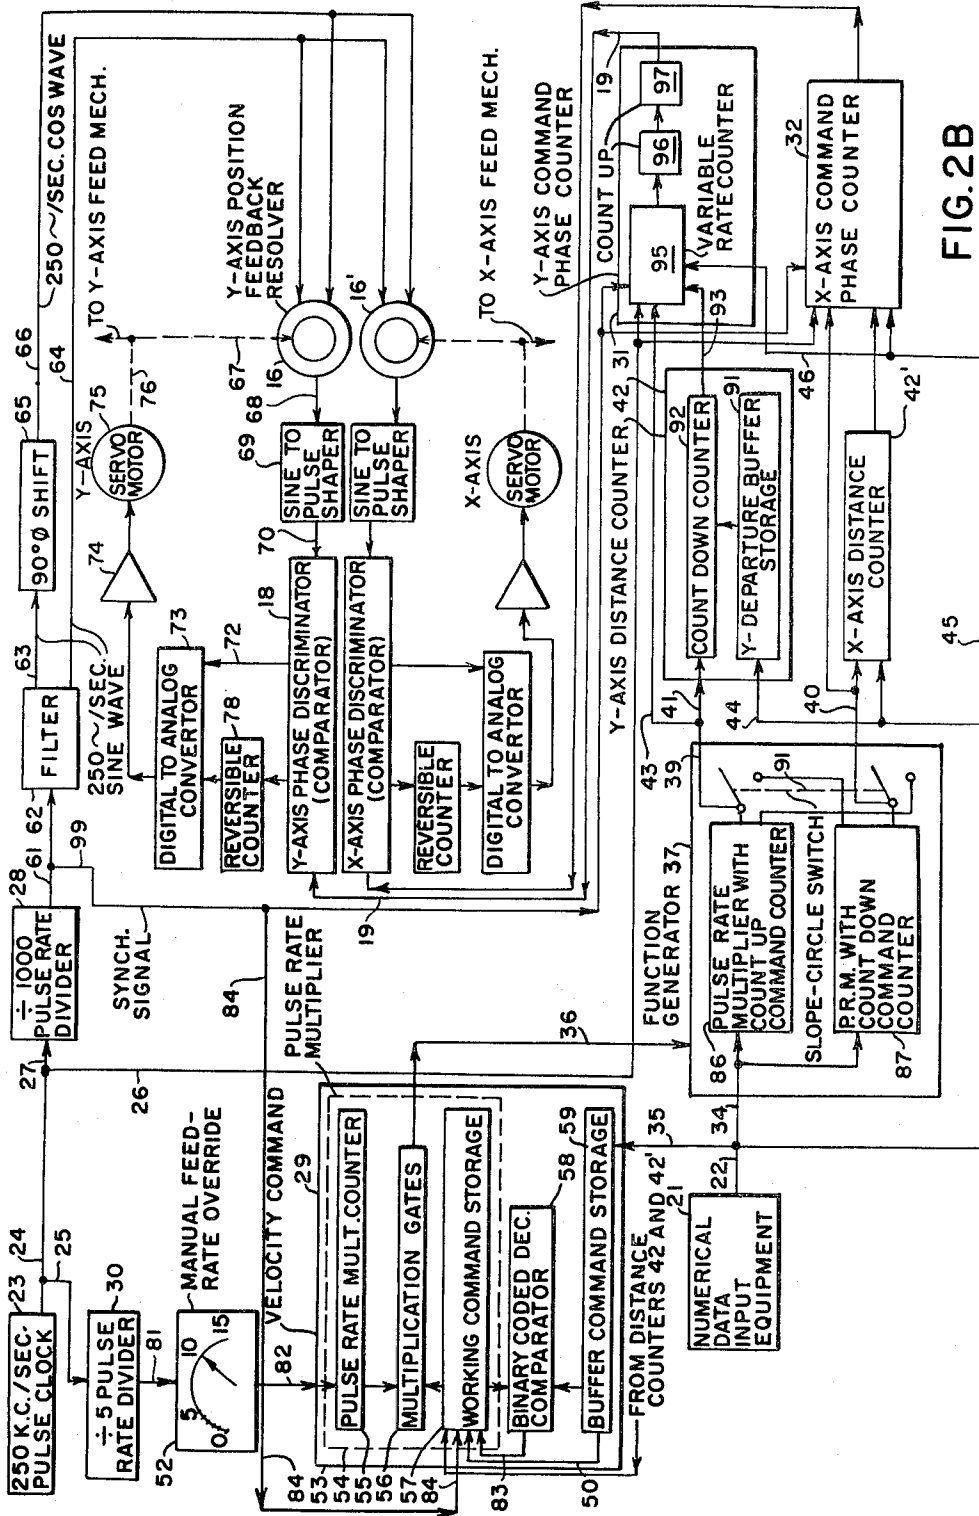 250 K.C./SEC.
PULSE CLOCK
23
24
25
÷ 5 PULSE
RATE DIVIDER
30
81
MANUAL FEED-
RATE OVERRIDE
0 5 10 15
52
82
27
26
÷ 1000
PULSE RATE
DIVIDER
28
61
62
99
SYNCH.
SIGNAL
84
FILTER
63
250~/SEC.
SINE WAVE
90° Ø SHIFT
65
66
64
250~/SEC. COS WAVE
Y-AXIS
SERVO
MOTOR
75
76
74
TO Y-AXIS FEED MECH.
DIGITAL TO ANALOG
CONVERTOR
73
72
REVERSIBLE
COUNTER
78
Y-AXIS PHASE DISCRIMINATOR
(COMPARATOR)
18
X-AXIS PHASE DISCRIMINATOR
(COMPARATOR)
REVERSIBLE
COUNTER
DIGITAL TO ANALOG
CONVERTOR
19
SINE TO
PULSE
SHAPER
69
70
68
67
SINE TO
PULSE
SHAPER
16
16'
Y-AXIS POSITION
FEEDBACK
RESOLVER
X-AXIS
SERVO
MOTOR
TO X-AXIS FEED MECH.
VELOCITY COMMAND
29
PULSE RATE
MULTIPLIER
PULSE RATE MULT. COUNTER
MULTIPLICATION GATES
WORKING COMMAND STORAGE
BINARY CODED DEC.
COMPARATOR
58
BUFFER COMMAND STORAGE
59
84
53
54
55
56
57
84
83
50
36
35
FROM DISTANCE
COUNTERS 42 AND 42'
NUMERICAL
DATA
INPUT
EQUIPMENT
21
22
34
FUNCTION
GENERATOR 37
PULSE RATE
MULTIPLIER WITH
COUNT UP
COMMAND COUNTER
86
SLOPE-CIRCLE SWITCH
P.R.M. WITH
COUNT DOWN
COMMAND
COUNTER
87
91
39
40
41
43
44
45
Y-AXIS DISTANCE COUNTER, 42
42
COUNT DOWN COUNTER
92
Y-DEPARTURE BUFFER
STORAGE
91
93
X-AXIS DISTANCE
COUNTER
42'
46
31
Y-AXIS COMMAND
PHASE COUNTER
COUNT UP
95
96
97
VARIABLE
RATE COUNTER
19
X-AXIS COMMAND
PHASE COUNTER
32
FIG. 2B